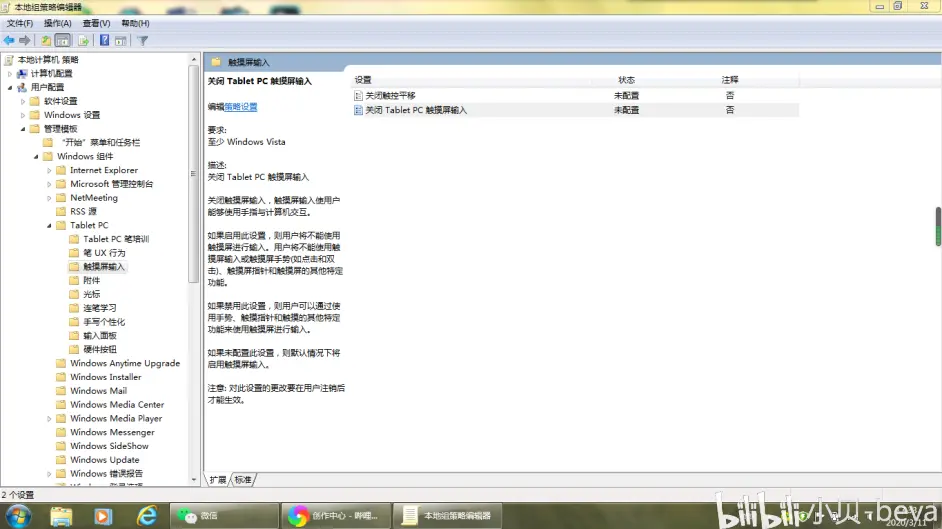 本地组策略编辑器
文件(F) 操作(A) 查看(V) 帮助(H)
本地计算机 策略
计算机配置
用户配置
软件设置
Windows 设置
管理模板
“开始”菜单和任务栏
Windows 组件
Internet Explorer
Microsoft 管理控制台
NetMeeting
RSS 源
Tablet PC
Tablet PC 笔培训
笔 UX 行为
触摸屏输入
附件
光标
连笔学习
手写个性化
输入面板
硬件按钮
Windows Anytime Upgrade
Windows Installer
Windows Mail
Windows Media Center
Windows Media Player
Windows Messenger
Windows SideShow
Windows Update
Windows 错误报告
触摸屏输入
关闭 Tablet PC 触摸屏输入
编辑策略设置
要求:
至少 Windows Vista
描述:
关闭 Tablet PC 触摸屏输入
关闭触摸屏输入，触摸屏输入使用户
能够使用手指与计算机交互。
如果启用此设置，则用户将不能使用
触摸屏进行输入。用户将不能使用触
摸屏输入或触摸屏手势(如点击和双
击)、触摸屏指针和触摸屏的其他特定
功能。
如果禁用此设置，则用户可以通过使
用手势、触摸指针和触摸的其他特定
功能来使用触摸屏进行输入。
如果未配置此设置，则默认情况下将
启用触摸屏输入。
注意: 对此设置的更改要在用户注销后
才能生效。
设置 状态 注释
关闭触控平移 未配置 否
关闭 Tablet PC 触摸屏输入 未配置 否
扩展 标准
2 个设置
微信
创作中心 - 哔哩...
本地组策略编辑器
2020/3/11
bilibili 小贝-beva